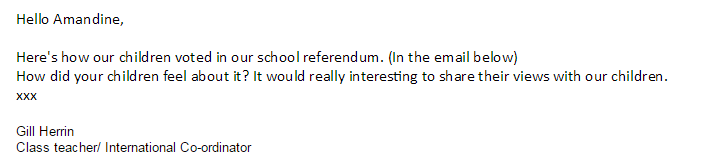 Hello Amandine,
Here's how our children voted in our school referendum. (In the email below)
How did your children feel about it? It would really interesting to share their views with our children.
xxx
Gill Herrin
Class teacher/ International Co-ordinator